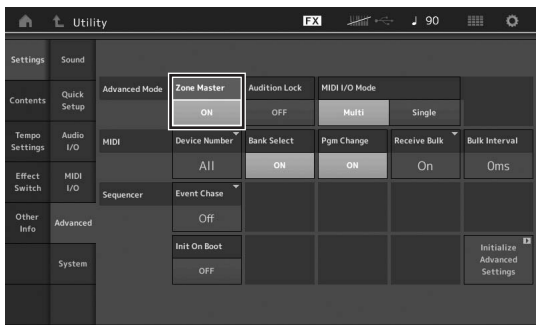 Utility
FX
90
Settings
Sound
Contents
Quick
Setup
Tempo
Settings
Audio
I/O
Effect
Switch
MIDI
I/O
Other
Info
Advanced
System
Advanced Mode
Zone Master
Audition Lock
MIDI I/O Mode
ON
OFF
Multi
Single
MIDI
Device Number
Bank Select
Pgm Change
Receive Bulk
Bulk Interval
All
ON
ON
On
0ms
Sequencer
Event Chase
Off
Init On Boot
OFF
Initialize
Advanced
Settings